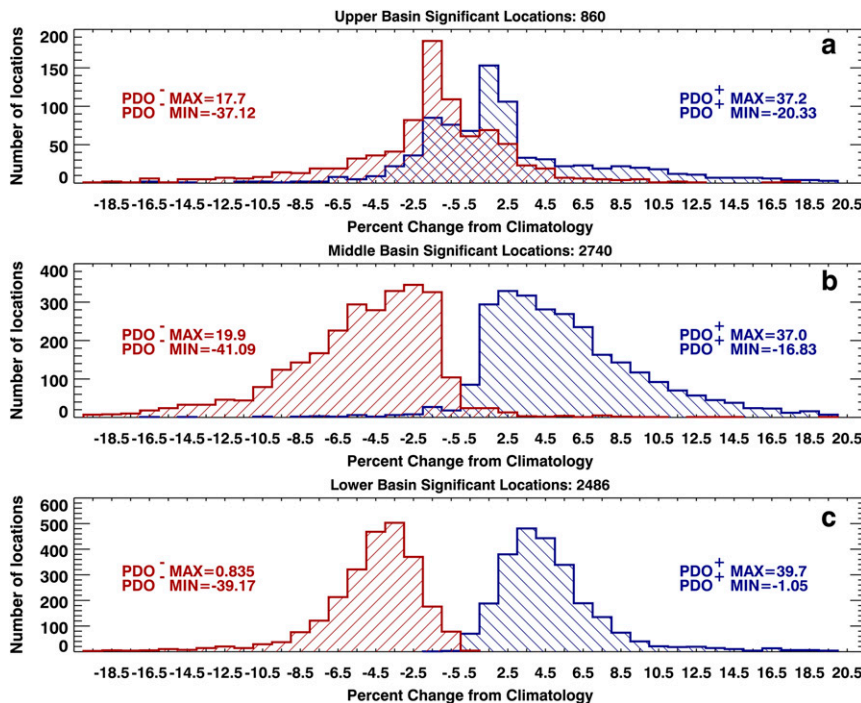 Upper Basin Significant Locations: 860
a
Number of locations
200
150
100
50
0
PDO⁻ MAX=17.7
PDO⁻ MIN=-37.12
PDO⁺ MAX=37.2
PDO⁺ MIN=-20.33
-18.5 -16.5 -14.5 -12.5 -10.5 -8.5 -6.5 -4.5 -2.5 -.5 .5 2.5 4.5 6.5 8.5 10.5 12.5 14.5 16.5 18.5 20.5
Percent Change from Climatology
Middle Basin Significant Locations: 2740
b
Number of locations
400
300
200
100
0
PDO⁻ MAX=19.9
PDO⁻ MIN=-41.09
PDO⁺ MAX=37.0
PDO⁺ MIN=-16.83
-18.5 -16.5 -14.5 -12.5 -10.5 -8.5 -6.5 -4.5 -2.5 -.5 .5 2.5 4.5 6.5 8.5 10.5 12.5 14.5 16.5 18.5 20.5
Percent Change from Climatology
Lower Basin Significant Locations: 2486
c
Number of locations
600
500
400
300
200
100
0
PDO⁻ MAX=0.835
PDO⁻ MIN=-39.17
PDO⁺ MAX=39.7
PDO⁺ MIN=-1.05
-18.5 -16.5 -14.5 -12.5 -10.5 -8.5 -6.5 -4.5 -2.5 -.5 .5 2.5 4.5 6.5 8.5 10.5 12.5 14.5 16.5 18.5 20.5
Percent Change from Climatology